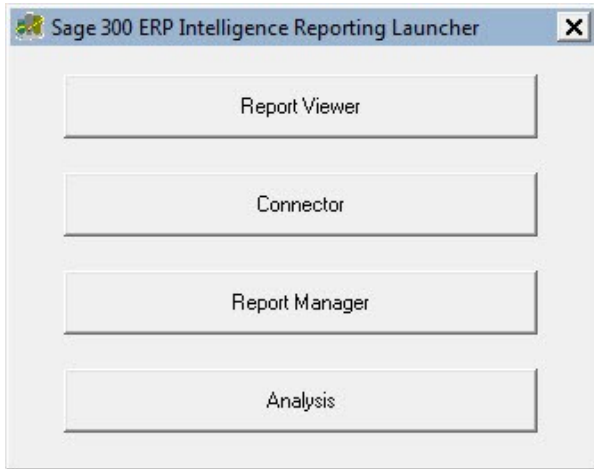 Sage 300 ERP Intelligence Reporting Launcher
Report Viewer
Connector
Report Manager
Analysis